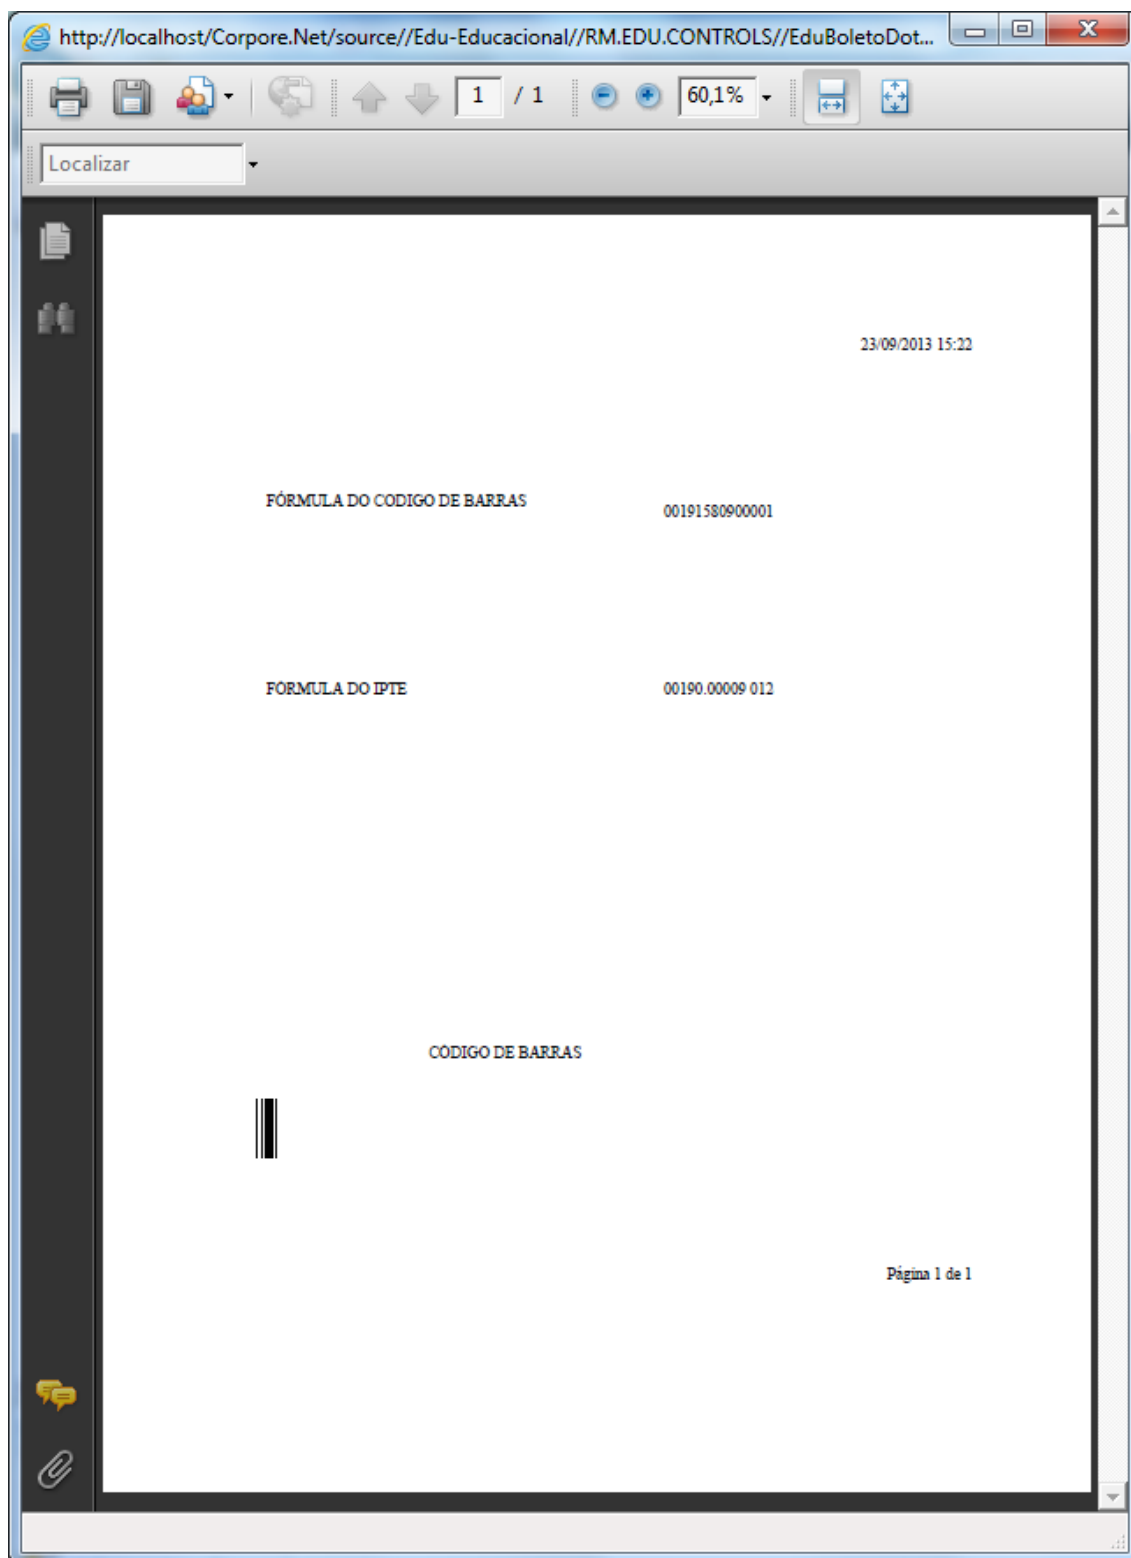 http://localhost/Corpore.Net/source//Edu-Educacional//RM.EDU.CONTROLS//EduBoletoDot...
1 / 1 60,1%
Localizar
23/09/2013 15:22
FÓRMULA DO CODIGO DE BARRAS
00191580900001
FORMULA DO IPTE 00190.00009 012
CODIGO DE BARRAS
Página 1 de 1